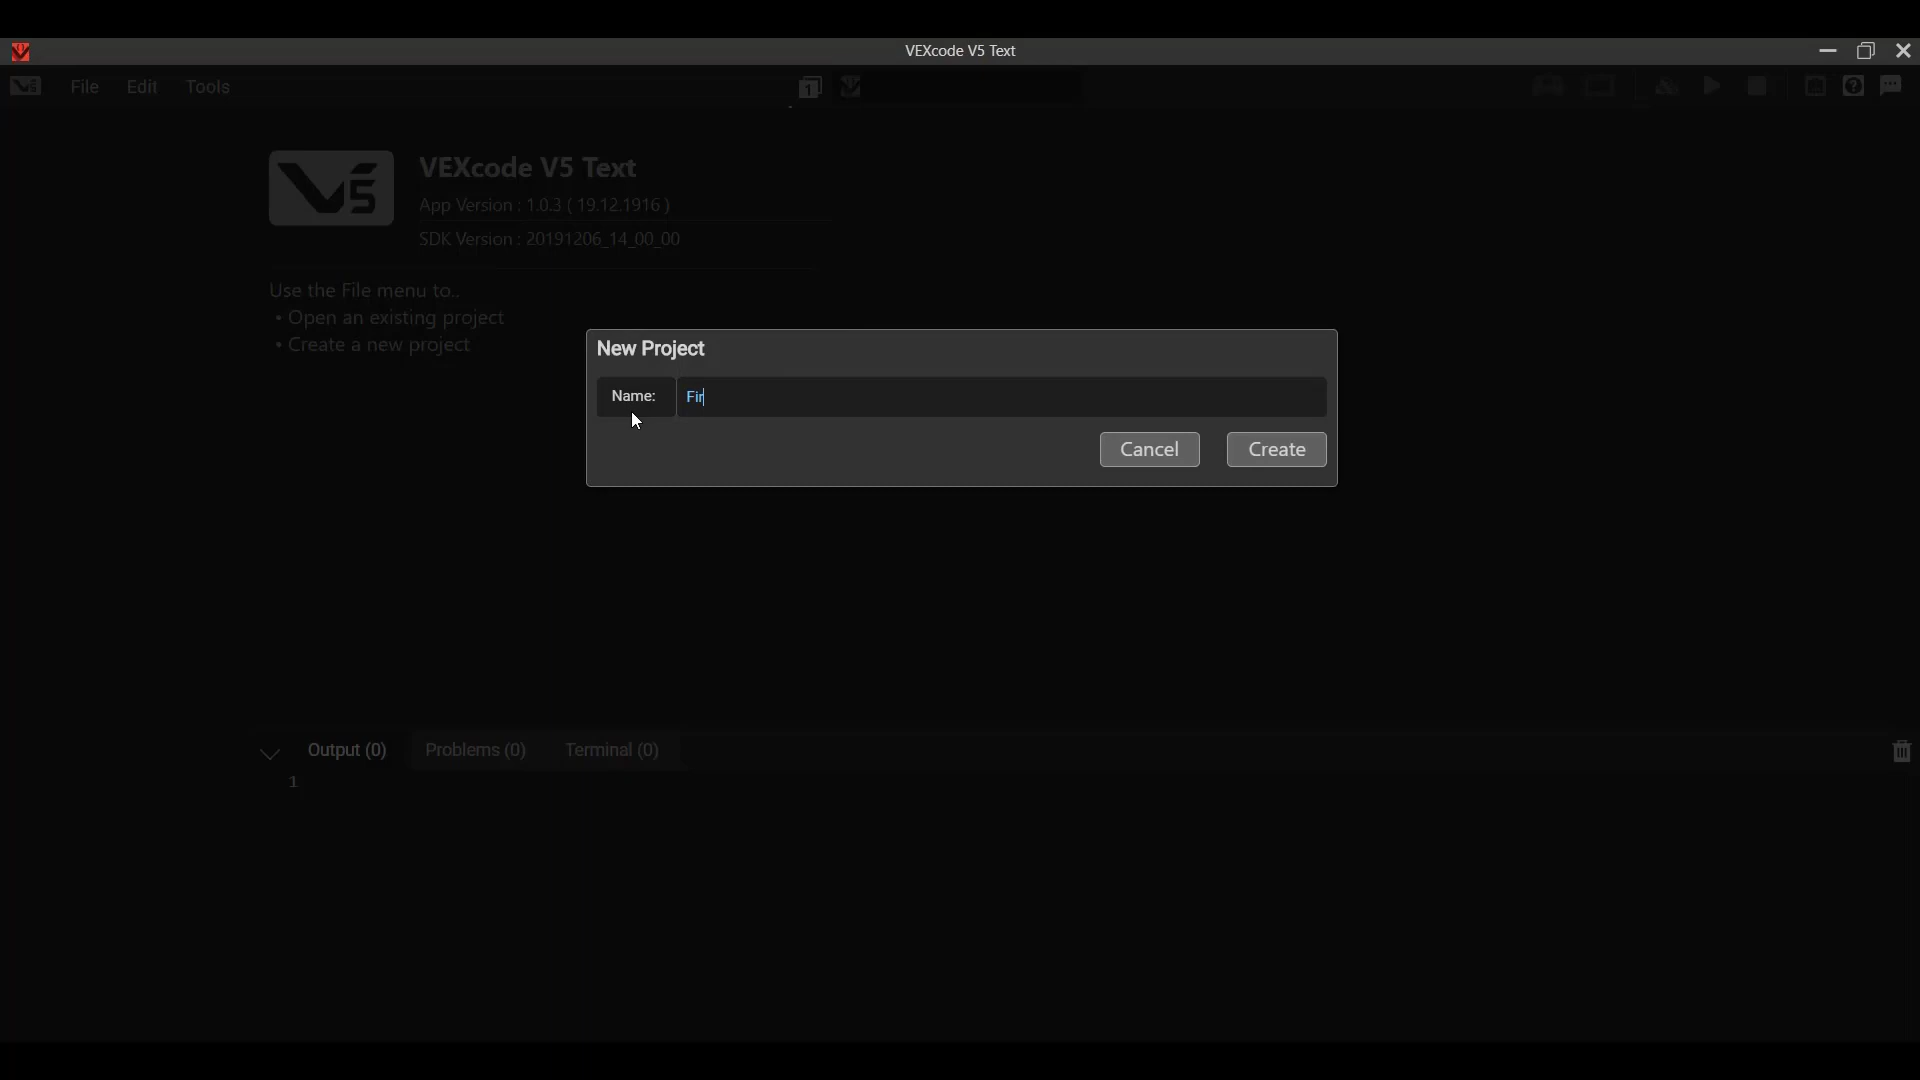 VEXcode V5 Text
File Edit Tools
1
V5
VEXcode V5 Text
App Version : 1.0.3 ( 19.12.1916 )
SDK Version : 20191206_14_00_00
Use the File menu to..
• Open an existing project
• Create a new project
New Project
Name: Fir
Cancel Create
Output (0) Problems (0) Terminal (0)
1